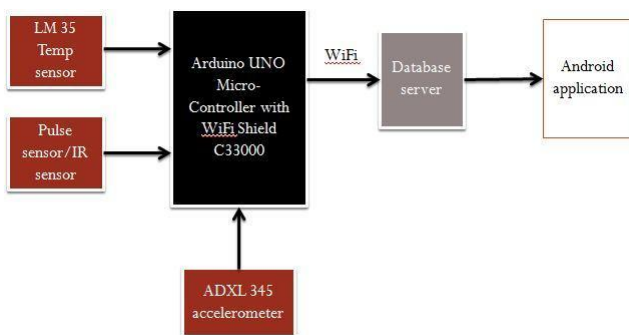 LM 35
Temp
sensor
Pulse
sensor/IR
sensor
Arduino UNO
Micro-
Controller with
WiFi Shield
C33000
ADXL 345
accelerometer
WiFi
Database
server
Android
application